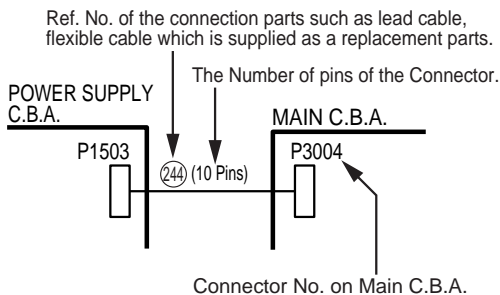 Ref. No. of the connection parts such as lead cable,
flexible cable which is supplied as a replacement parts.
The Number of pins of the Connector.
POWER SUPPLY
C.B.A.
MAIN C.B.A.
P1503
244 (10 Pins)
P3004
Connector No. on Main C.B.A.